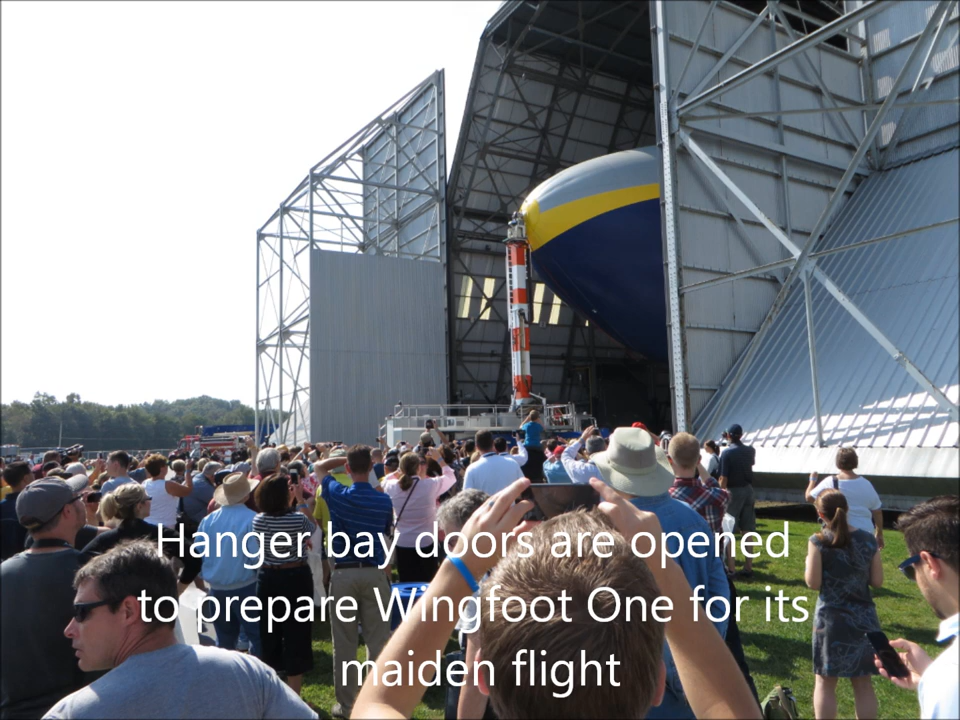 Hanger bay doors are opened
to prepare Wingfoot One for its
maiden flight